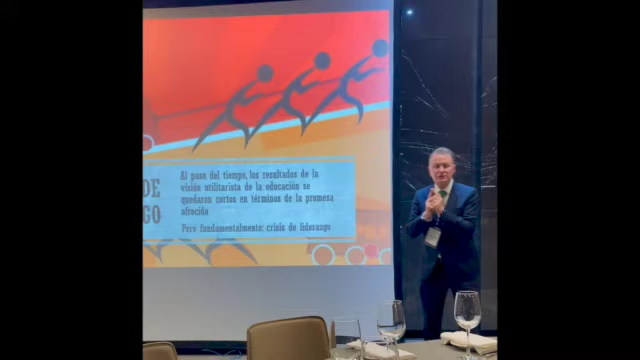 DE
GO
Al paso del tiempo, los resultados de la
visión utilitarista de la educación se
quedaron cortos en términos de la promesa
ofrecida
Pero fundamentalmente: crisis de liderazgo